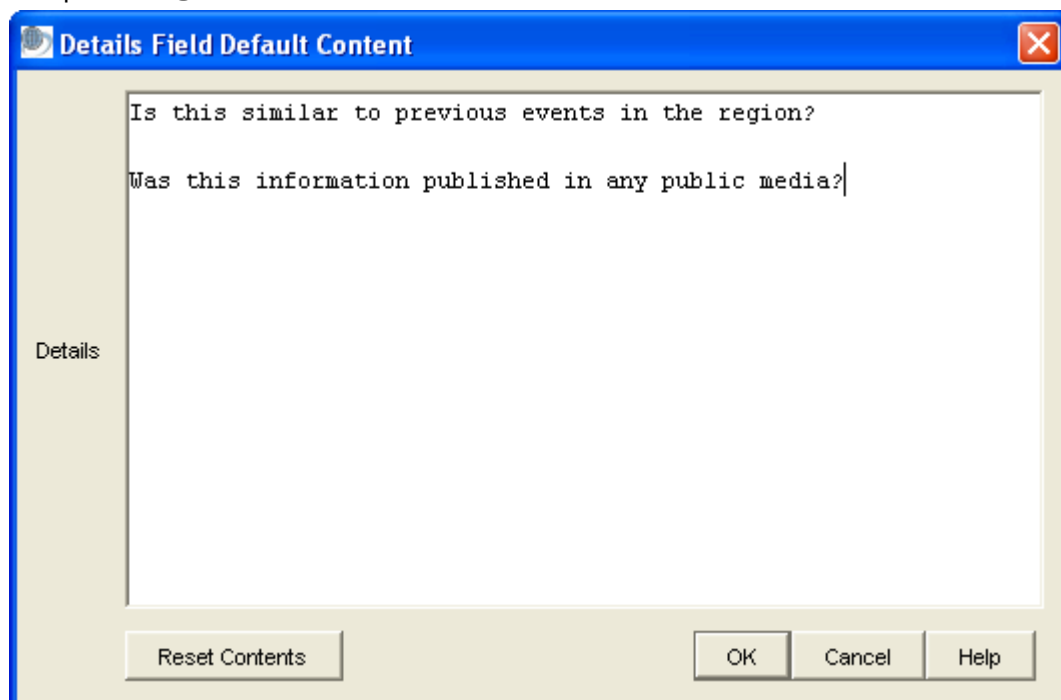 Details Field Default Content
Is this similar to previous events in the region?
Was this information published in any public media?
Details
Reset Contents
OK
Cancel
Help